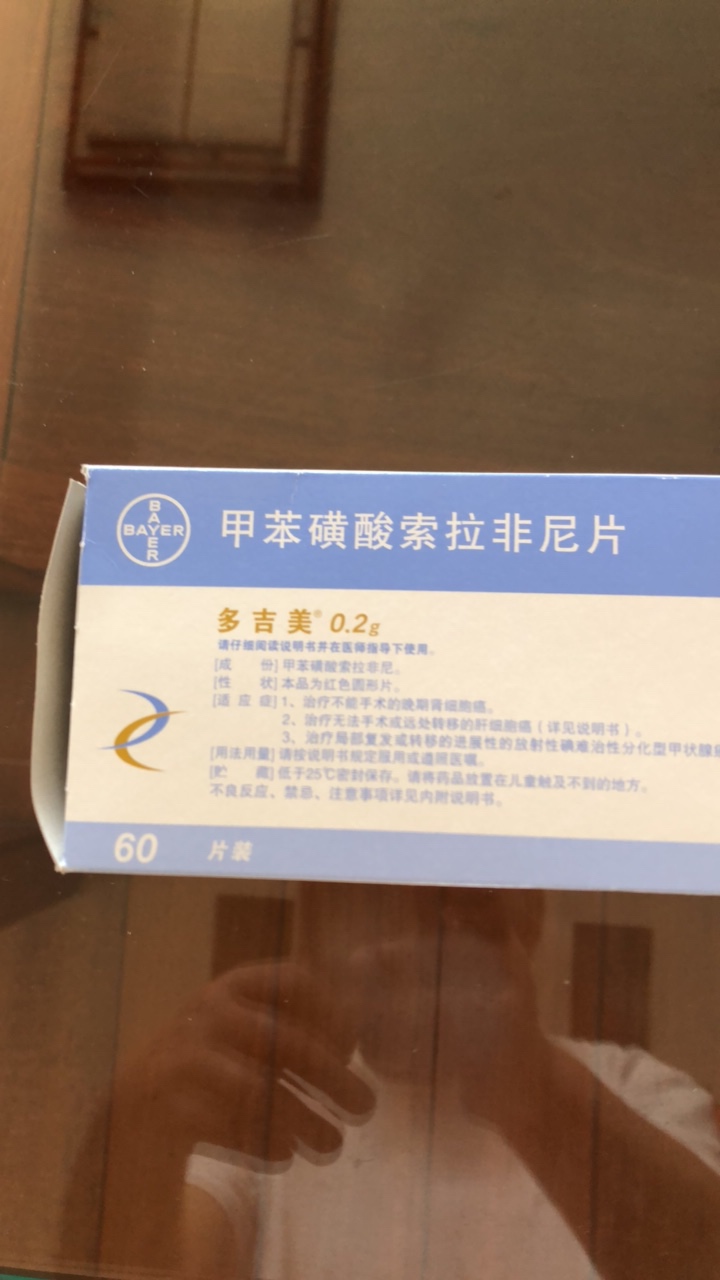 BAYER
BAYER
甲苯磺酸索拉非尼片
多吉美® 0.2g
请仔细阅读说明书并在医师指导下使用。
[成 份] 甲苯磺酸索拉非尼。
[性 状] 本品为红色圆形片。
[适 应 症] 1、治疗不能手术的晚期肾细胞癌。
2、治疗无法手术或远处转移的肝细胞癌（详见说明书）。
3、治疗局部复发或转移的进展性的放射性碘难治性分化型甲状腺
[用法用量] 请按说明书规定服用或遵照医嘱。
[贮 藏] 低于25℃密封保存。请将药品放置在儿童触及不到的地方。
不良反应、禁忌、注意事项详见内附说明书。
60 片装